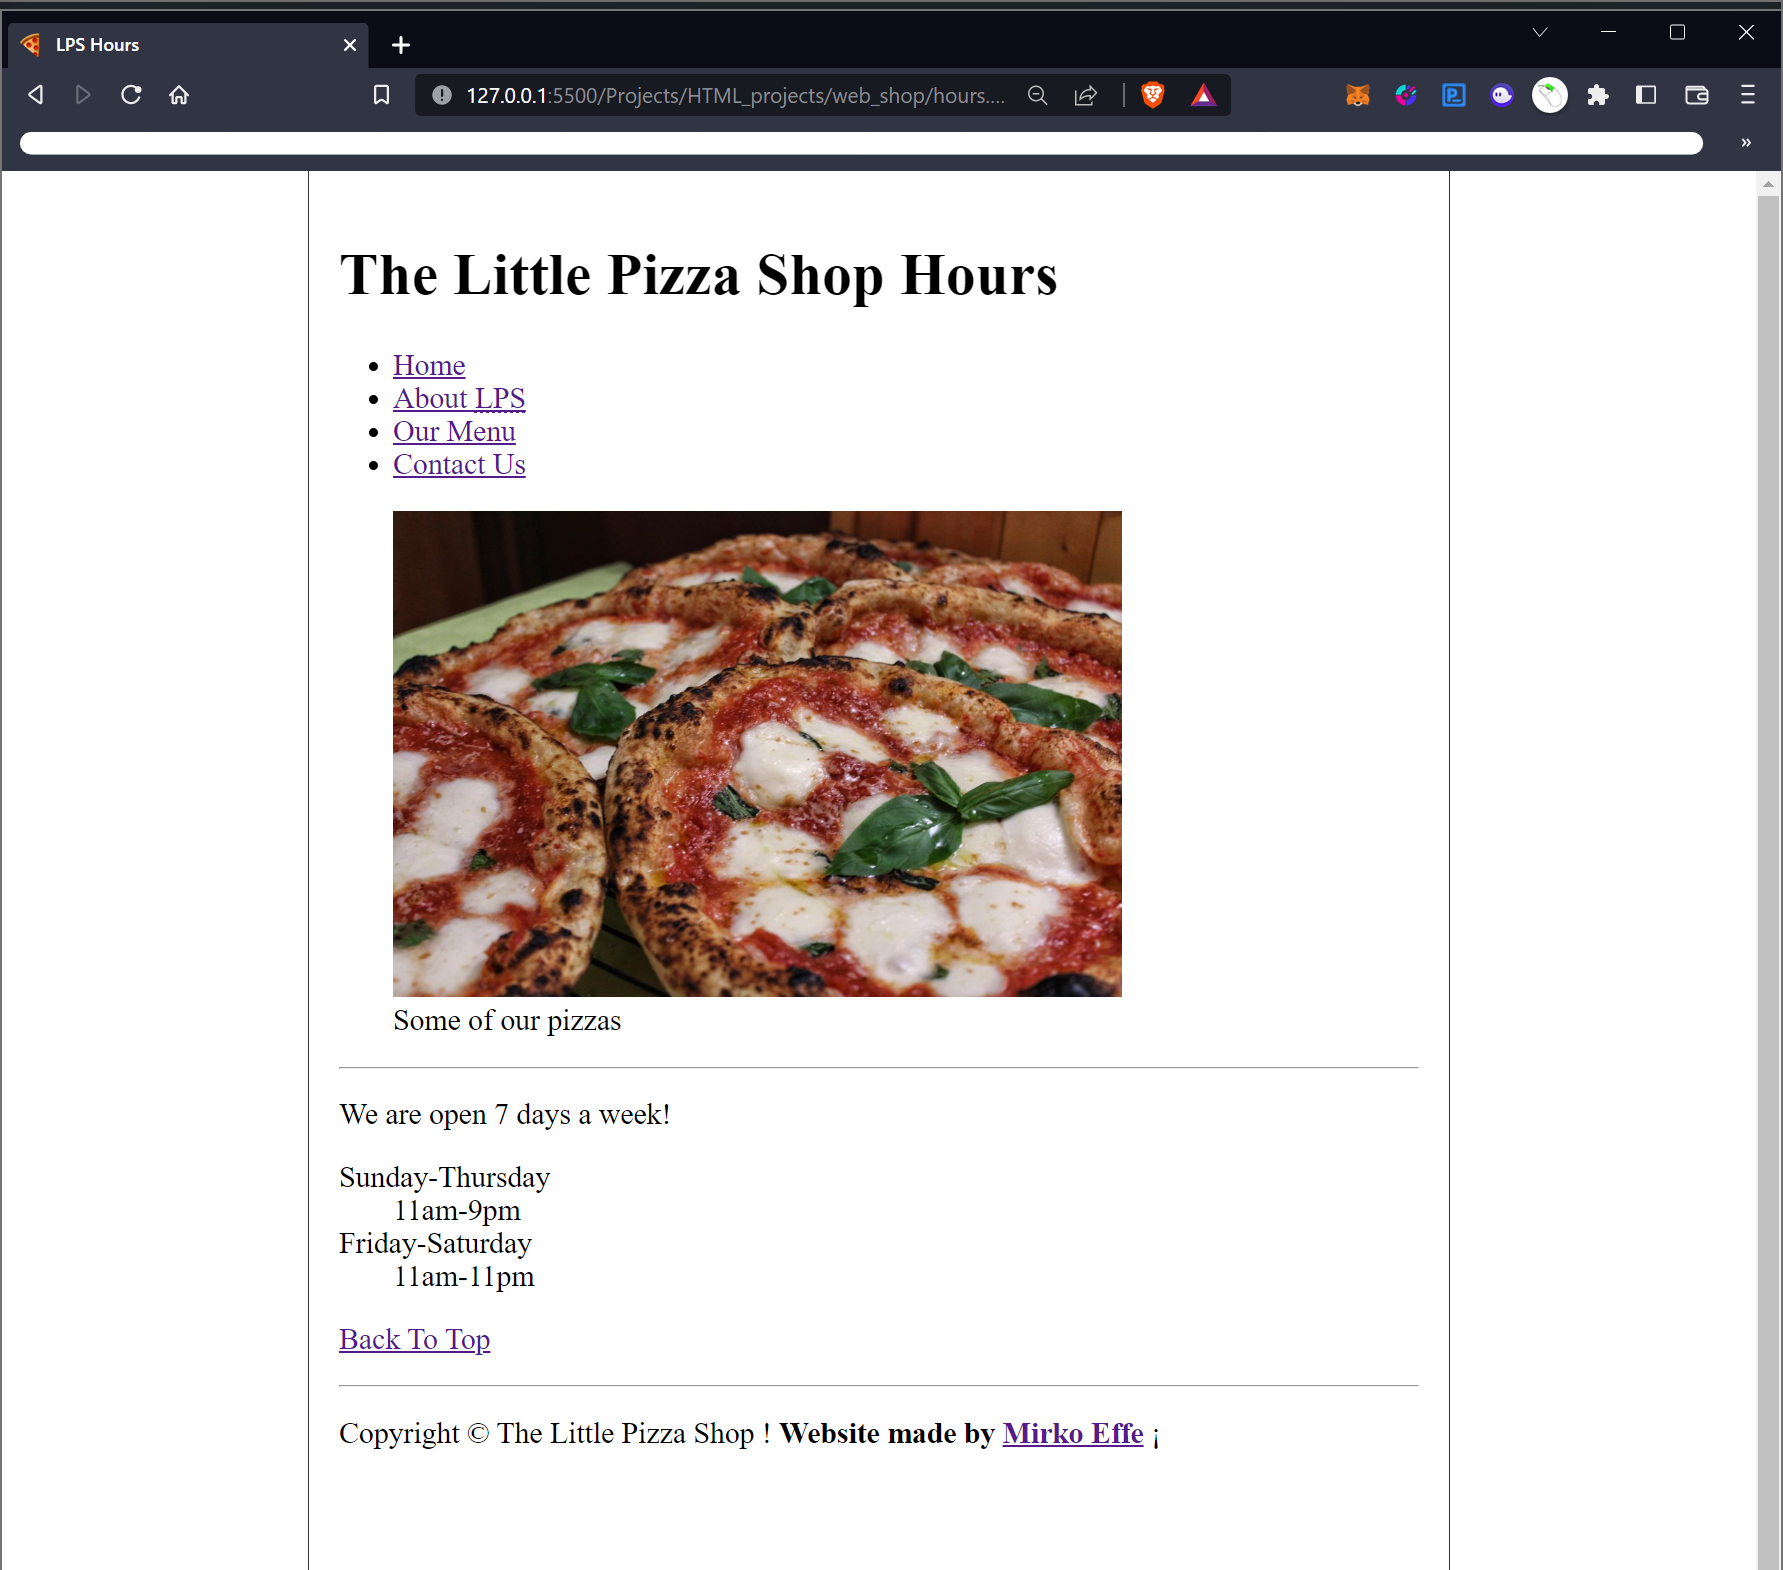 LPS Hours
127.0.0.1:5500/Projects/HTML_projects/web_shop/hours....
The Little Pizza Shop Hours
Home
About LPS
Our Menu
Contact Us
Some of our pizzas
We are open 7 days a week!
Sunday-Thursday
11am-9pm
Friday-Saturday
11am-11pm
Back To Top
Copyright © The Little Pizza Shop ! Website made by Mirko Effe ¡